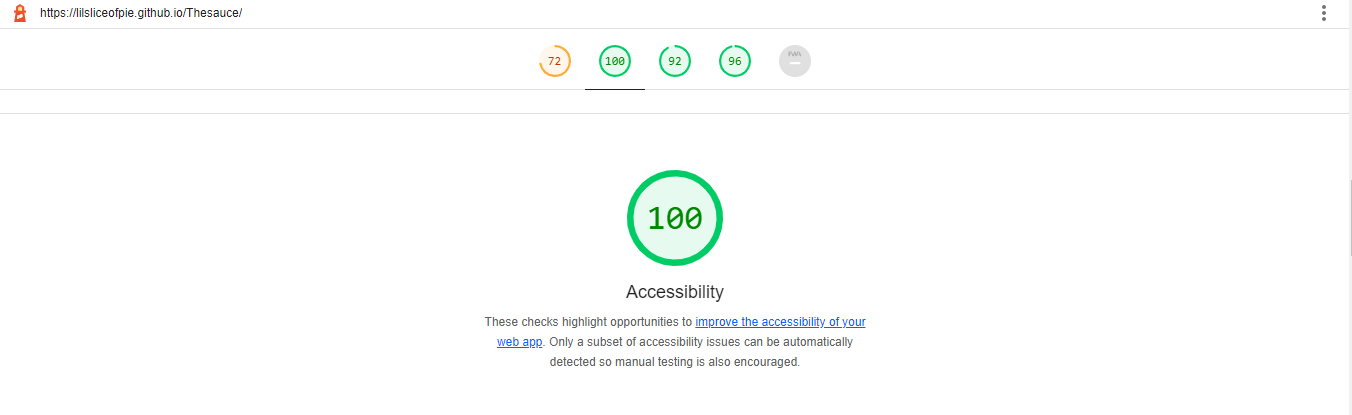 https://lilsliceofpie.github.io/Thesauce/
72 100 92 96 PWA
100
Accessibility
These checks highlight opportunities to improve the accessibility of your
web app. Only a subset of accessibility issues can be automatically
detected so manual testing is also encouraged.